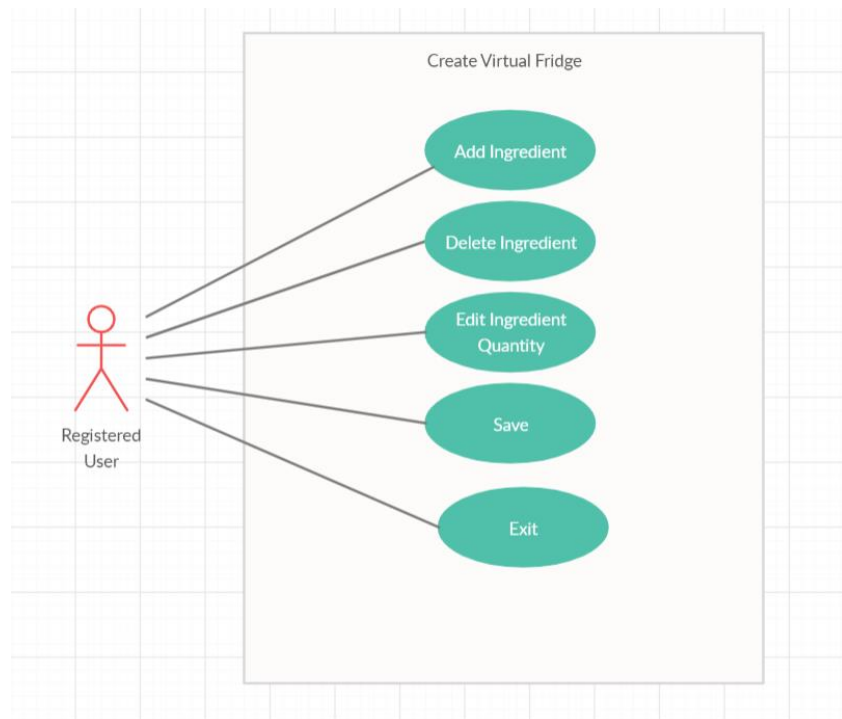 Create Virtual Fridge
Add Ingredient
Delete Ingredient
Edit Ingredient
Quantity
Save
Exit
Registered
User